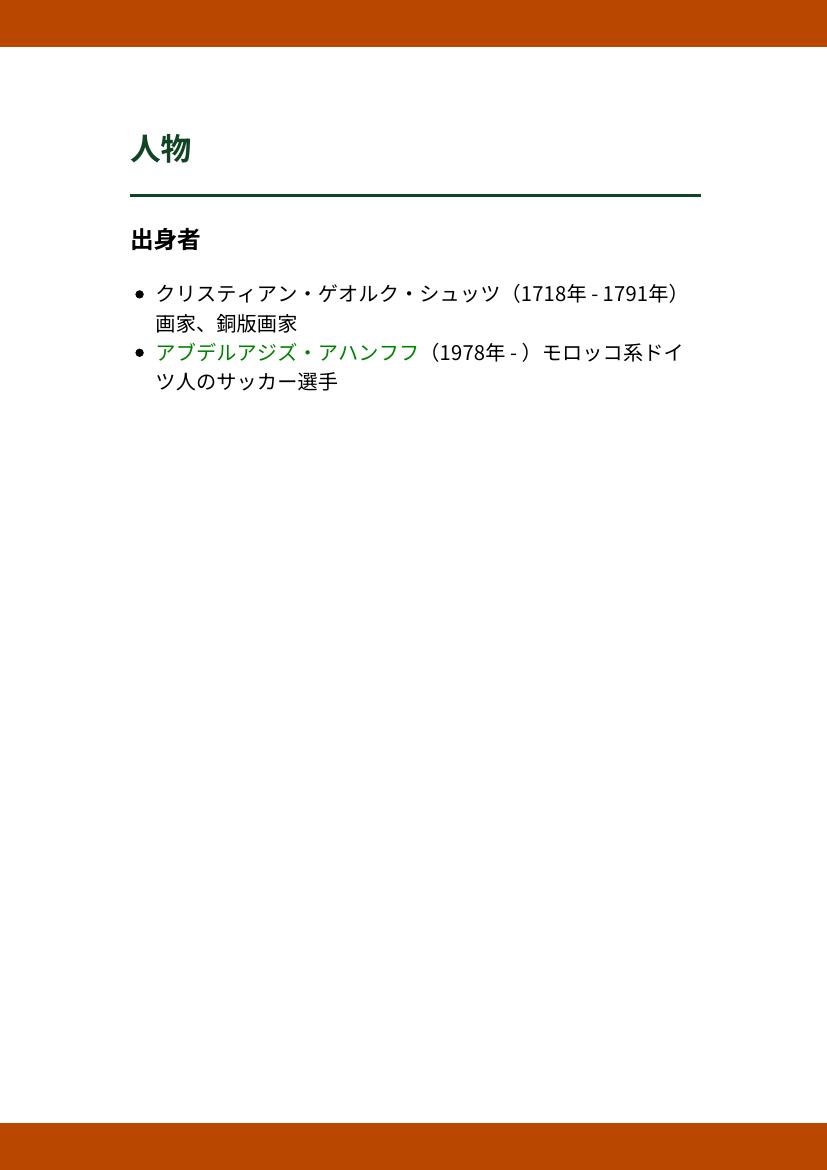 人物
出身者
クリスティアン・ゲオルク・シュッツ（1718年 - 1791年）
画家、銅版画家
アブデルアジズ・アハンフフ（1978年 - ）モロッコ系ドイ
ツ人のサッカー選手